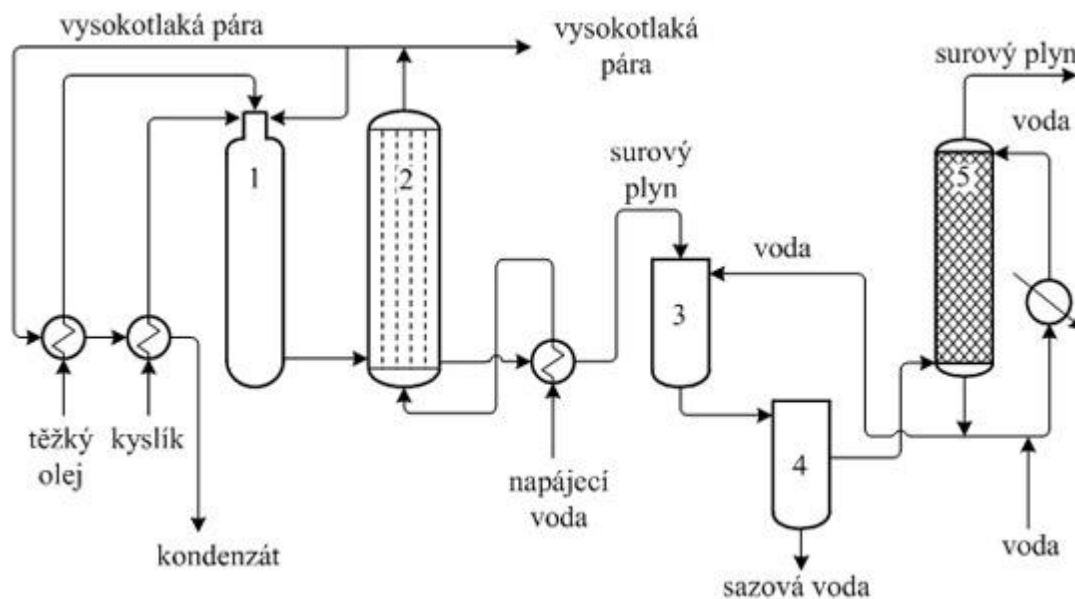 vysokotlaká pára
vysokotlaká
pára
surový plyn
voda
1
2
5
surový
plyn
voda
3
4
těžký
olej
kyslík
napájecí
voda
kondenzát
sazová voda
voda